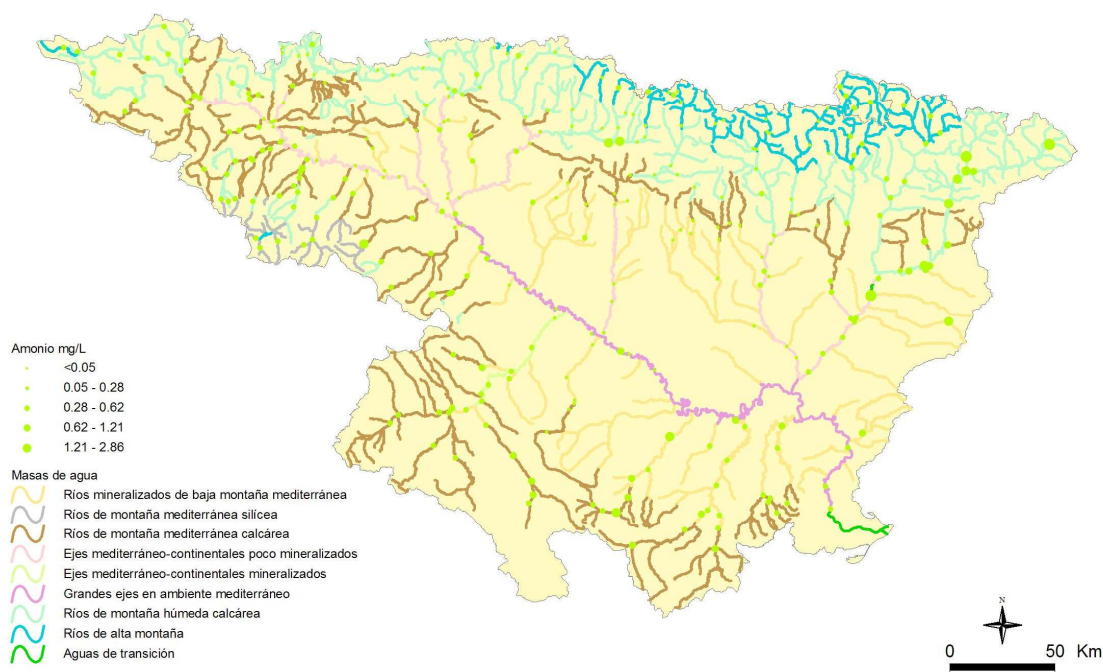 Amonio mg/L
<0.05
0.05 - 0.28
0.28 - 0.62
0.62 - 1.21
1.21 - 2.86
Masas de agua
Ríos mineralizados de baja montaña mediterránea
Ríos de montaña mediterránea silícea
Ríos de montaña mediterránea calcárea
Ejes mediterráneo-continentales poco mineralizados
Ejes mediterráneo-continentales mineralizados
Grandes ejes en ambiente mediterráneo
Ríos de montaña húmeda calcárea
Ríos de alta montaña
Aguas de transición
N
0 50 Km